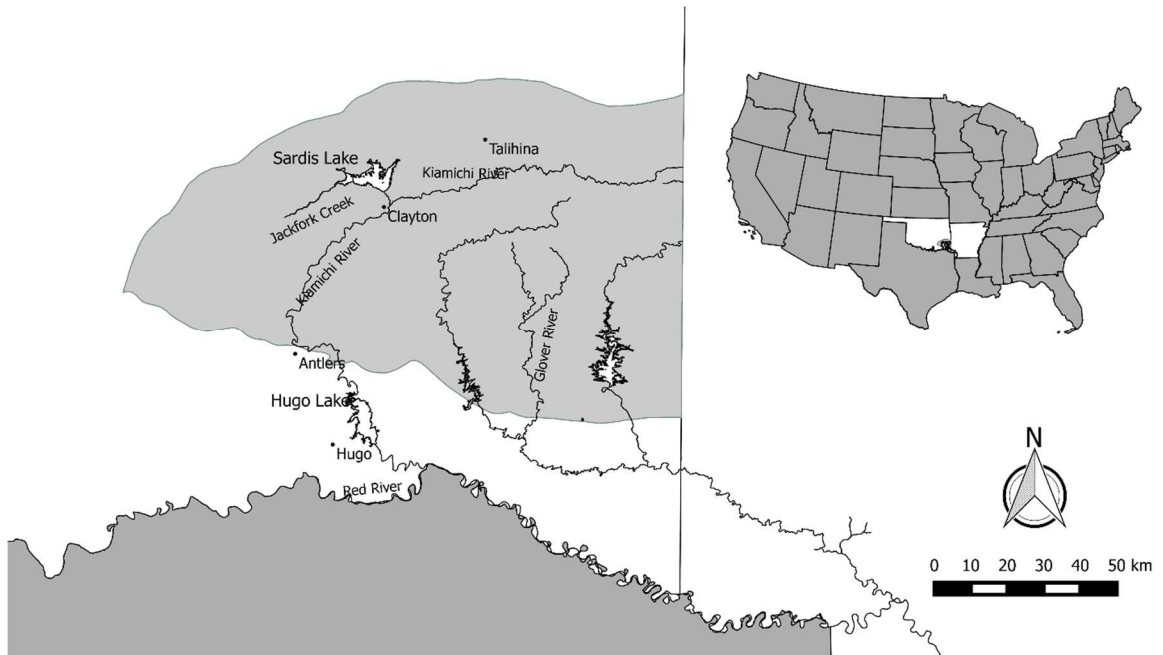 Talihina
Sardis Lake
Kiamichi River
Jackfork Creek
Clayton
Kiamichi River
Glover River
Antlers
Hugo Lake
Hugo
Red River
N
0 10 20 30 40 50 km